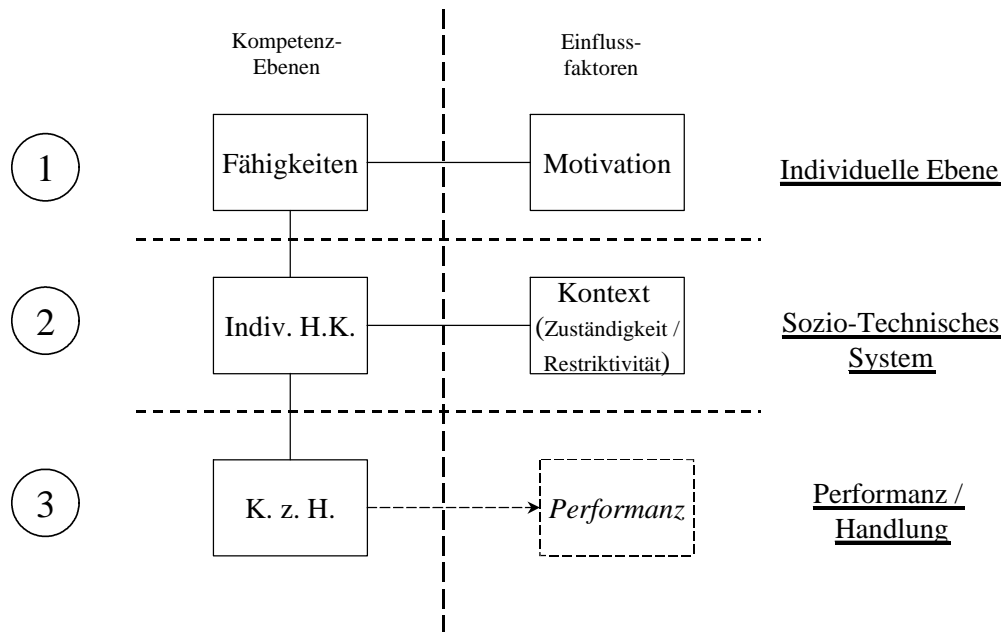 Kompetenz-
Ebenen
Einfluss-
faktoren
1
Fähigkeiten
Motivation
Individuelle Ebene
2
Indiv. H.K.
Kontext
(Zuständigkeit /
Restriktivität)
Sozio-Technisches
System
3
K. z. H.
Performanz
Performanz /
Handlung